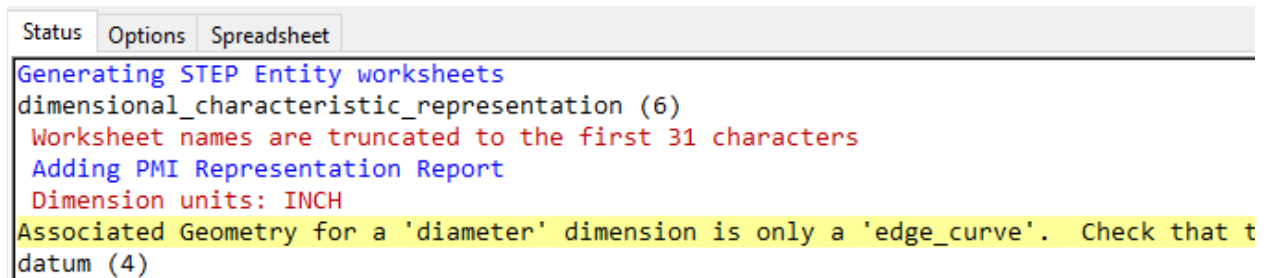 Status Options Spreadsheet
Generating STEP Entity worksheets
dimensional_characteristic_representation (6)
Worksheet names are truncated to the first 31 characters
Adding PMI Representation Report
Dimension units: INCH
Associated Geometry for a 'diameter' dimension is only a 'edge_curve'.  Check that t
datum (4)